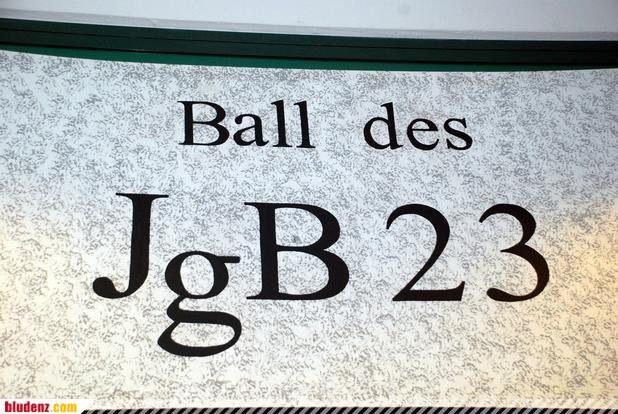 Ball des
JgB 23
bludenz.com